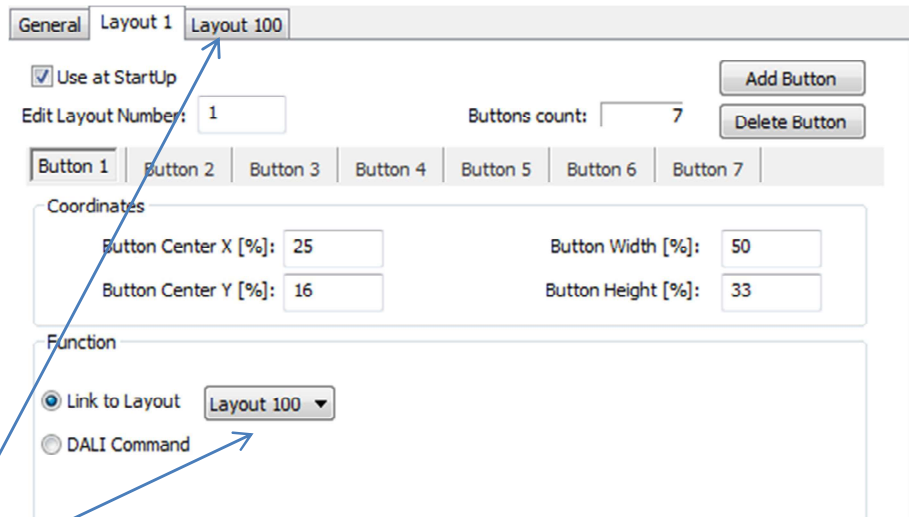 General Layout 1 Layout 100
Use at StartUp Add Button
Edit Layout Number: 1 Buttons count: 7 Delete Button
Button 1 Button 2 Button 3 Button 4 Button 5 Button 6 Button 7
Coordinates
Button Center X [%]: 25 Button Width [%]: 50
Button Center Y [%]: 16 Button Height [%]: 33
Function
Link to Layout Layout 100
DALI Command